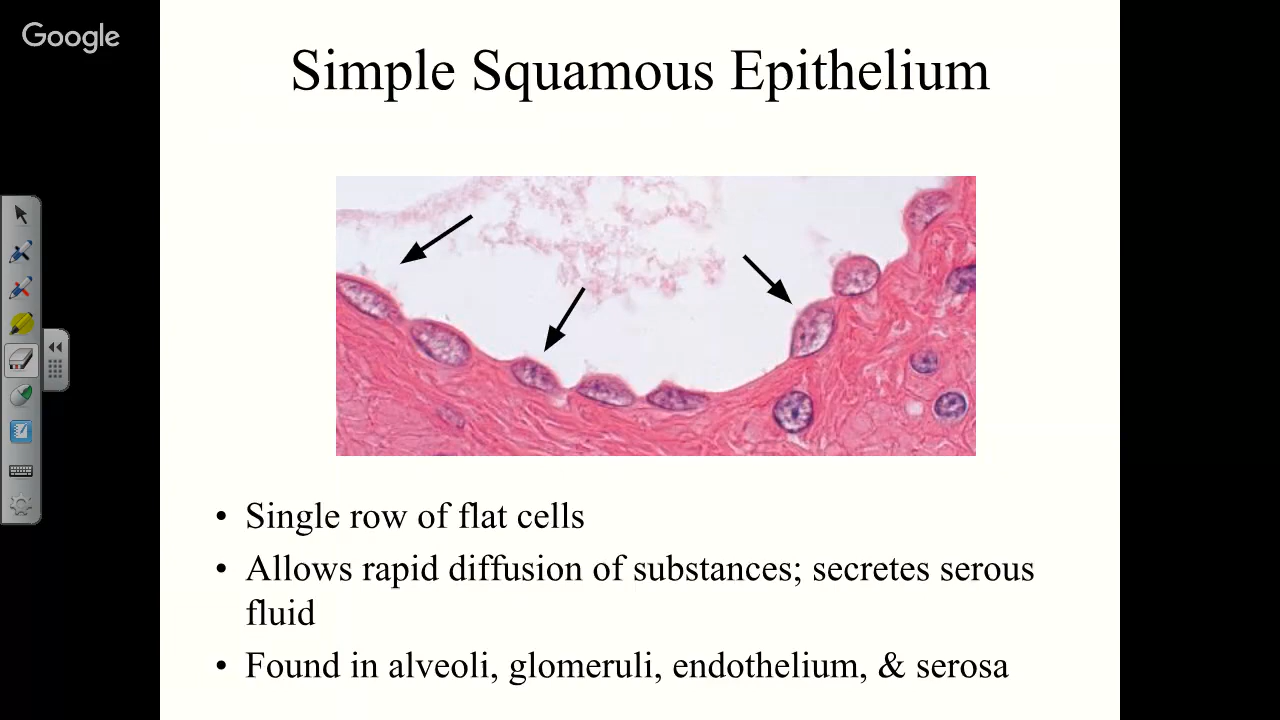 Google
Simple Squamous Epithelium
• Single row of flat cells
• Allows rapid diffusion of substances; secretes serous
fluid
• Found in alveoli, glomeruli, endothelium, & serosa